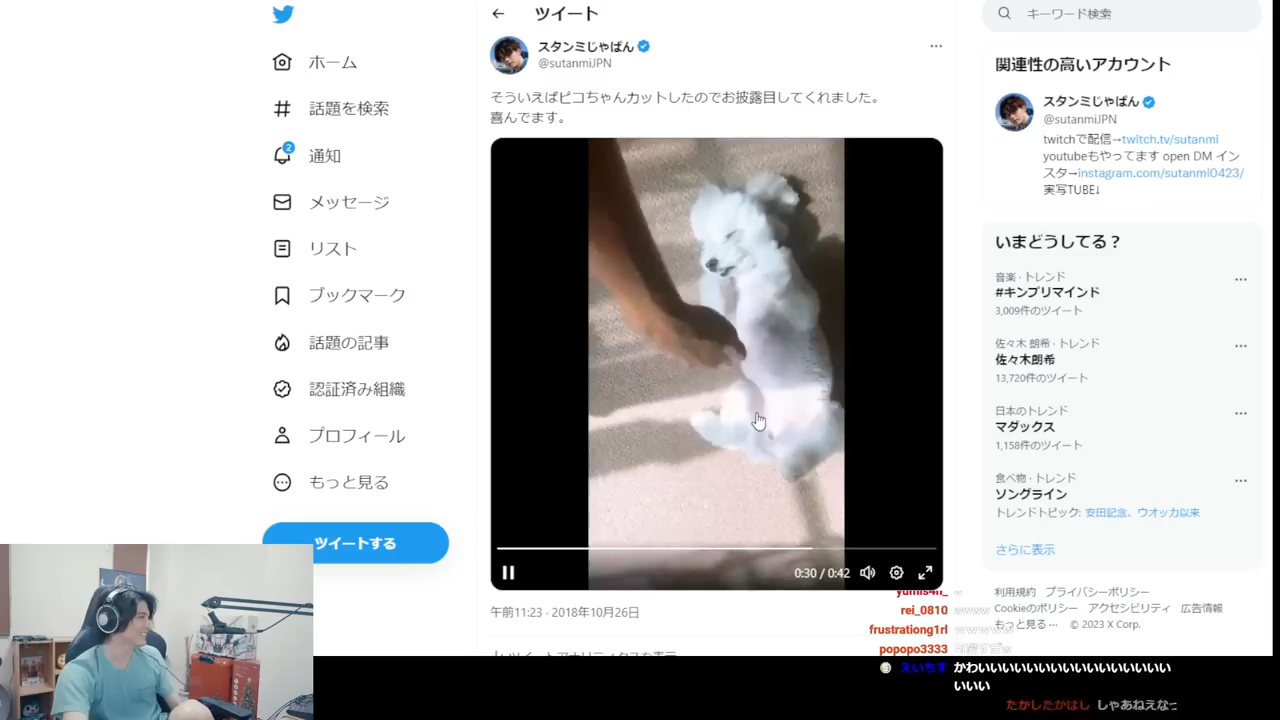 ホーム
話題を検索
2
通知
メッセージ
リスト
ブックマーク
話題の記事
認証済み組織
プロフィール
もっと見る
ツイートする
ツイート
スタンミじゃぱん
@sutanmiJPN
そういえばピコちゃんカットしたのでお披露目してくれました。
喜んでます。
0:30 / 0:42
午前11:23 · 2018年10月26日
キーワード検索
関連性の高いアカウント
スタンミじゃぱん
@sutanmiJPN
twitchで配信→twitch.tv/sutanmi
youtubeもやってます open DM イン
スタ→instagram.com/sutanmi0423/
実写TUBE↓
いまどうしてる?
音楽 · トレンド
#キンプリマインド
3,009件のツイート
佐々木 朗希 · トレンド
佐々木朗希
13,720件のツイート
日本のトレンド
マダックス
1,158件のツイート
食べ物 · トレンド
ソングライン
トレンドトピック: 安田記念、ウオッカ以来
さらに表示
利用規約 プライバシーポリシー
Cookieのポリシー アクセシビリティ 広告情報
もっと見る ··· © 2023 X Corp.
rei_0810 wwww
frustrationg1rl wwwww
popopo3333
えいちず かわいいいいいいいいいいいいいいいい
いいい
たかしたかはし しゃあねえなっ